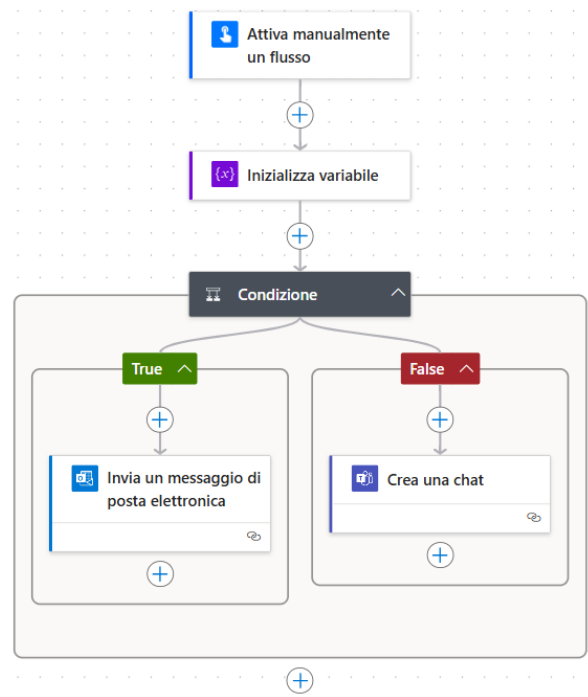 Attiva manualmente
un flusso
{x}
Inizializza variabile
Condizione
True
False
Invia un messaggio di
posta elettronica
Crea una chat